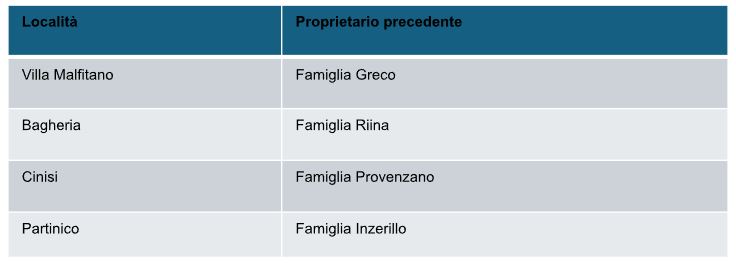 Località Proprietario precedente
Villa Malfitano Famiglia Greco
Bagheria Famiglia Riina
Cinisi Famiglia Provenzano
Partinico Famiglia Inzerillo